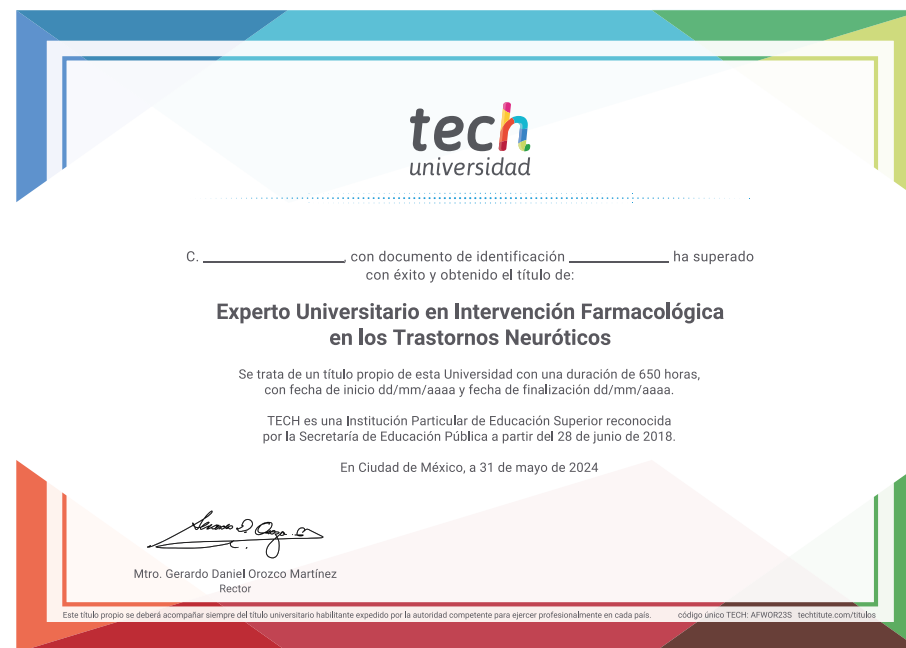 tech
universidad
C. ____________________, con documento de identificación ______________ ha superado
con éxito y obtenido el título de:
Experto Universitario en Intervención Farmacológica
en los Trastornos Neuróticos
Se trata de un título propio de esta Universidad con una duración de 650 horas,
con fecha de inicio dd/mm/aaaa y fecha de finalización dd/mm/aaaa.
TECH es una Institución Particular de Educación Superior reconocida
por la Secretaría de Educación Pública a partir del 28 de junio de 2018.
En Ciudad de México, a 31 de mayo de 2024
Mtro. Gerardo Daniel Orozco Martínez
Rector
Este título propio se deberá acompañar siempre del título universitario habilitante expedido por la autoridad competente para ejercer profesionalmente en cada país. código único TECH: AFWOR23S techtitute.com/titulos